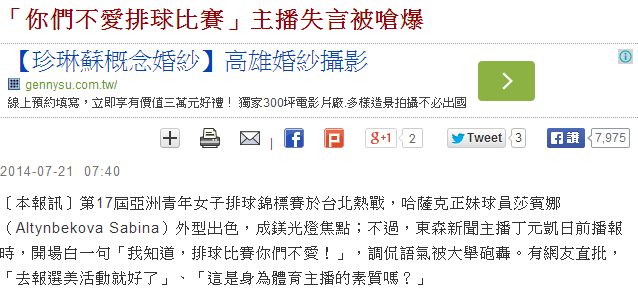 「你們不愛排球比賽」主播失言被嗆爆
【珍琳蘇概念婚紗】高雄婚紗攝影
gennysu.com.tw/
線上預約填寫，立即享有價值三萬元好禮！ 獨家300坪電影片廠.多樣造景拍攝不必出國
+1 2 Tweet 3 讚 7,975
2014-07-21 07:40
〔本報訊〕第17屆亞洲青年女子排球錦標賽於台北熱戰，哈薩克正妹球員莎賓娜
（Altynbekova Sabina）外型出色，成鎂光燈焦點；不過，東森新聞主播丁元凱日前播報
時，開場白一句「我知道，排球比賽你們不愛！」，調侃語氣被大舉砲轟。有網友直批，
「去報選美活動就好了」、「這是身為體育主播的素質嗎？」